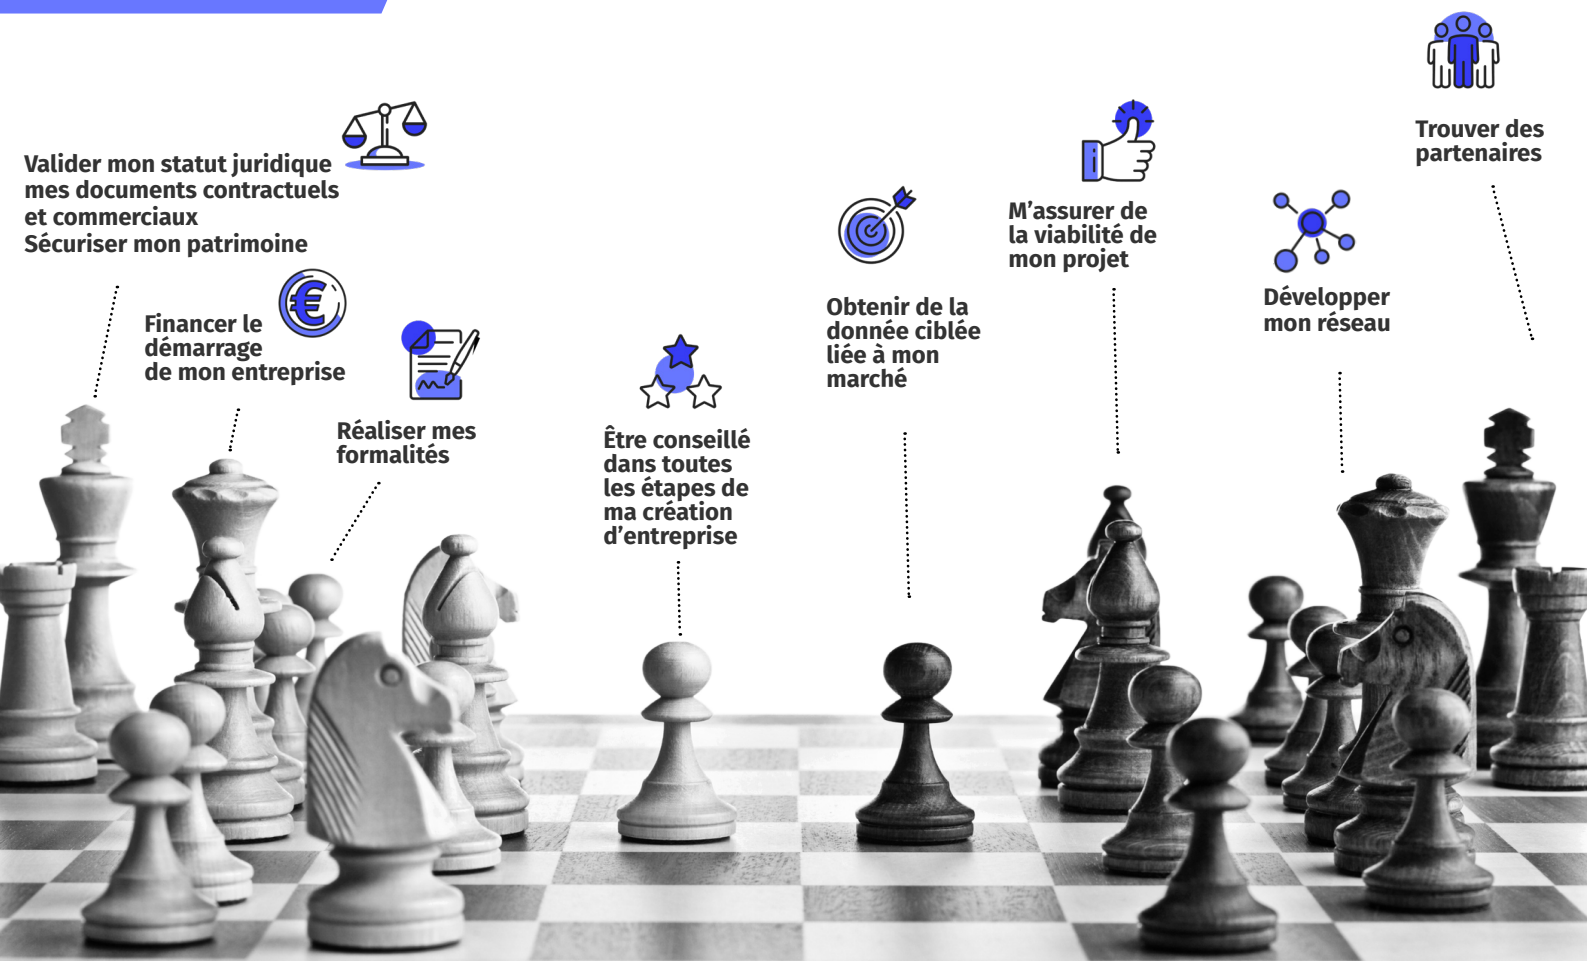 Valider mon statut juridique
mes documents contractuels
et commerciaux
Sécuriser mon patrimoine
Financer le
démarrage
de mon entreprise
Réaliser mes
formalités
Être conseillé
dans toutes
les étapes de
ma création
d'entreprise
Obtenir de la
donnée ciblée
liée à mon
marché
M'assurer de
la viabilité de
mon projet
Développer
mon réseau
Trouver des
partenaires